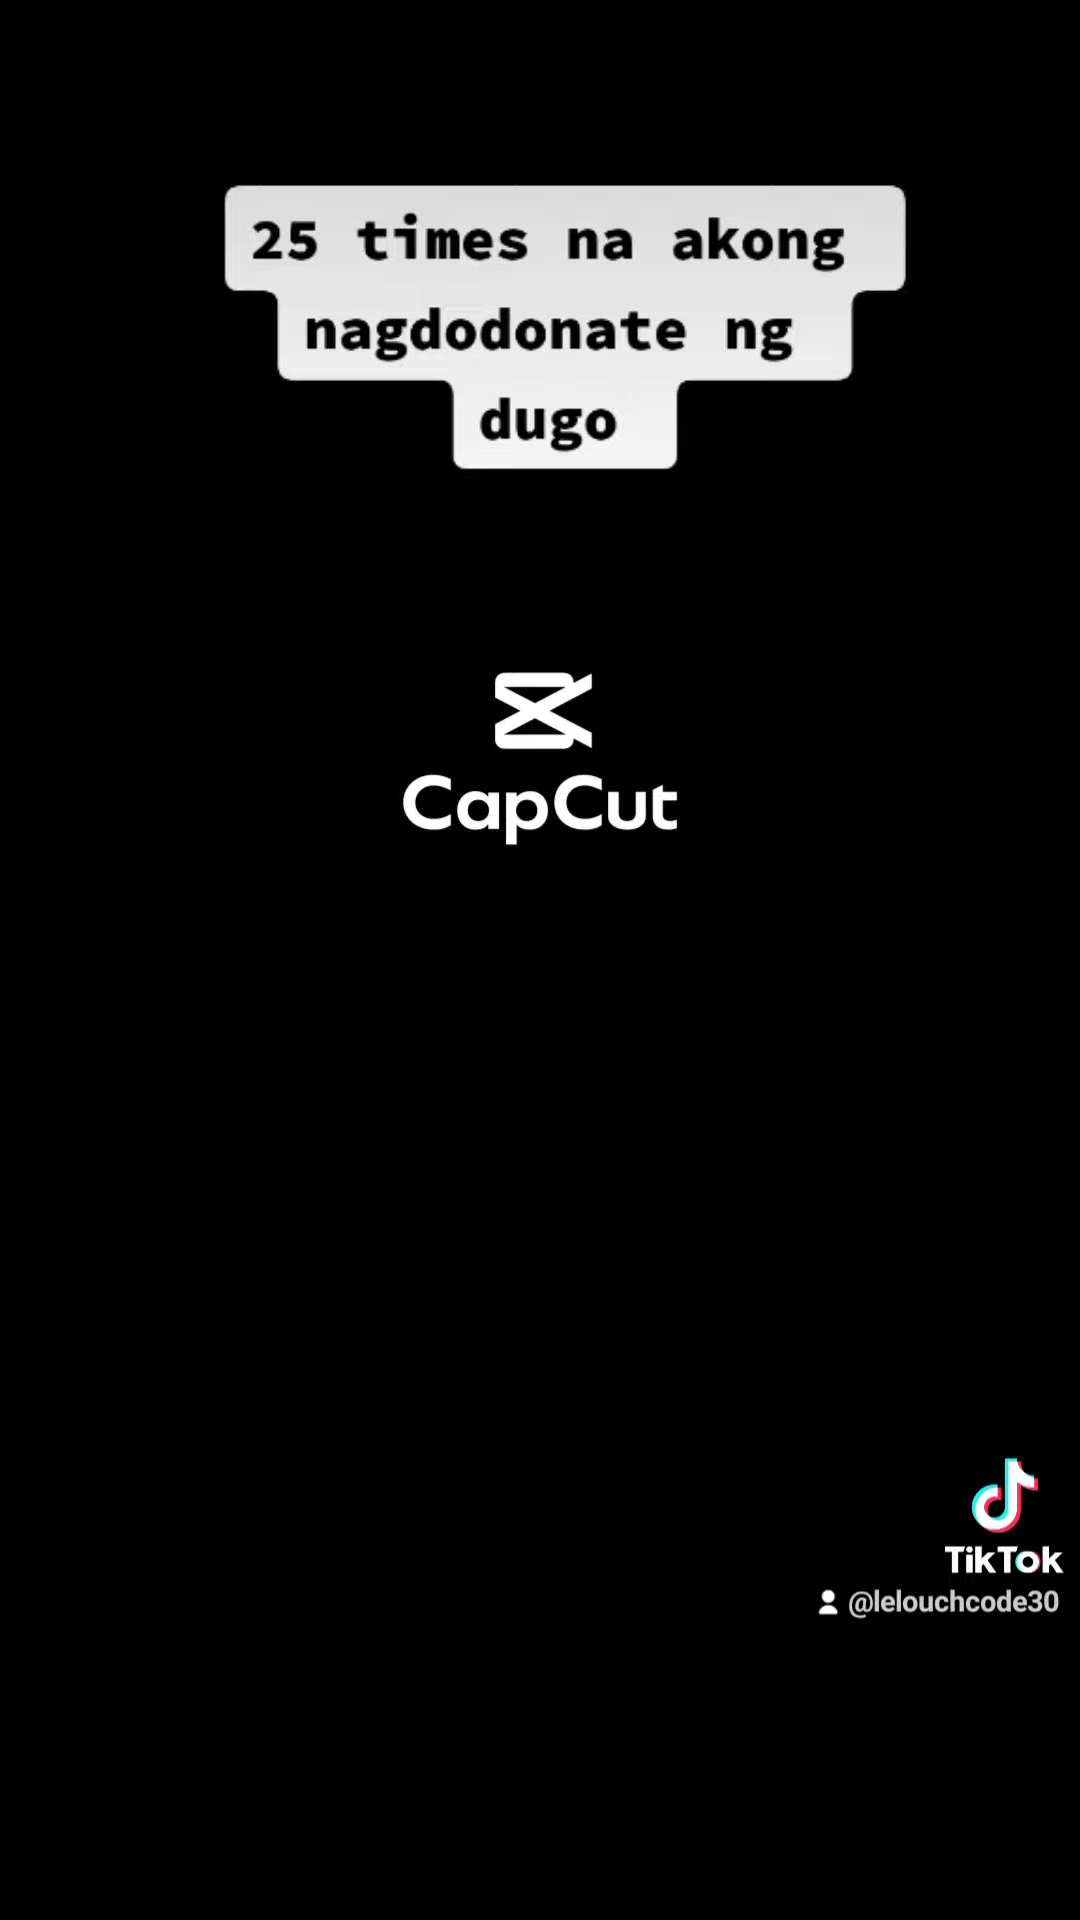 25 times na akong
nagdodonate ng
dugo
CapCut
TikTok
@lelouchcode30